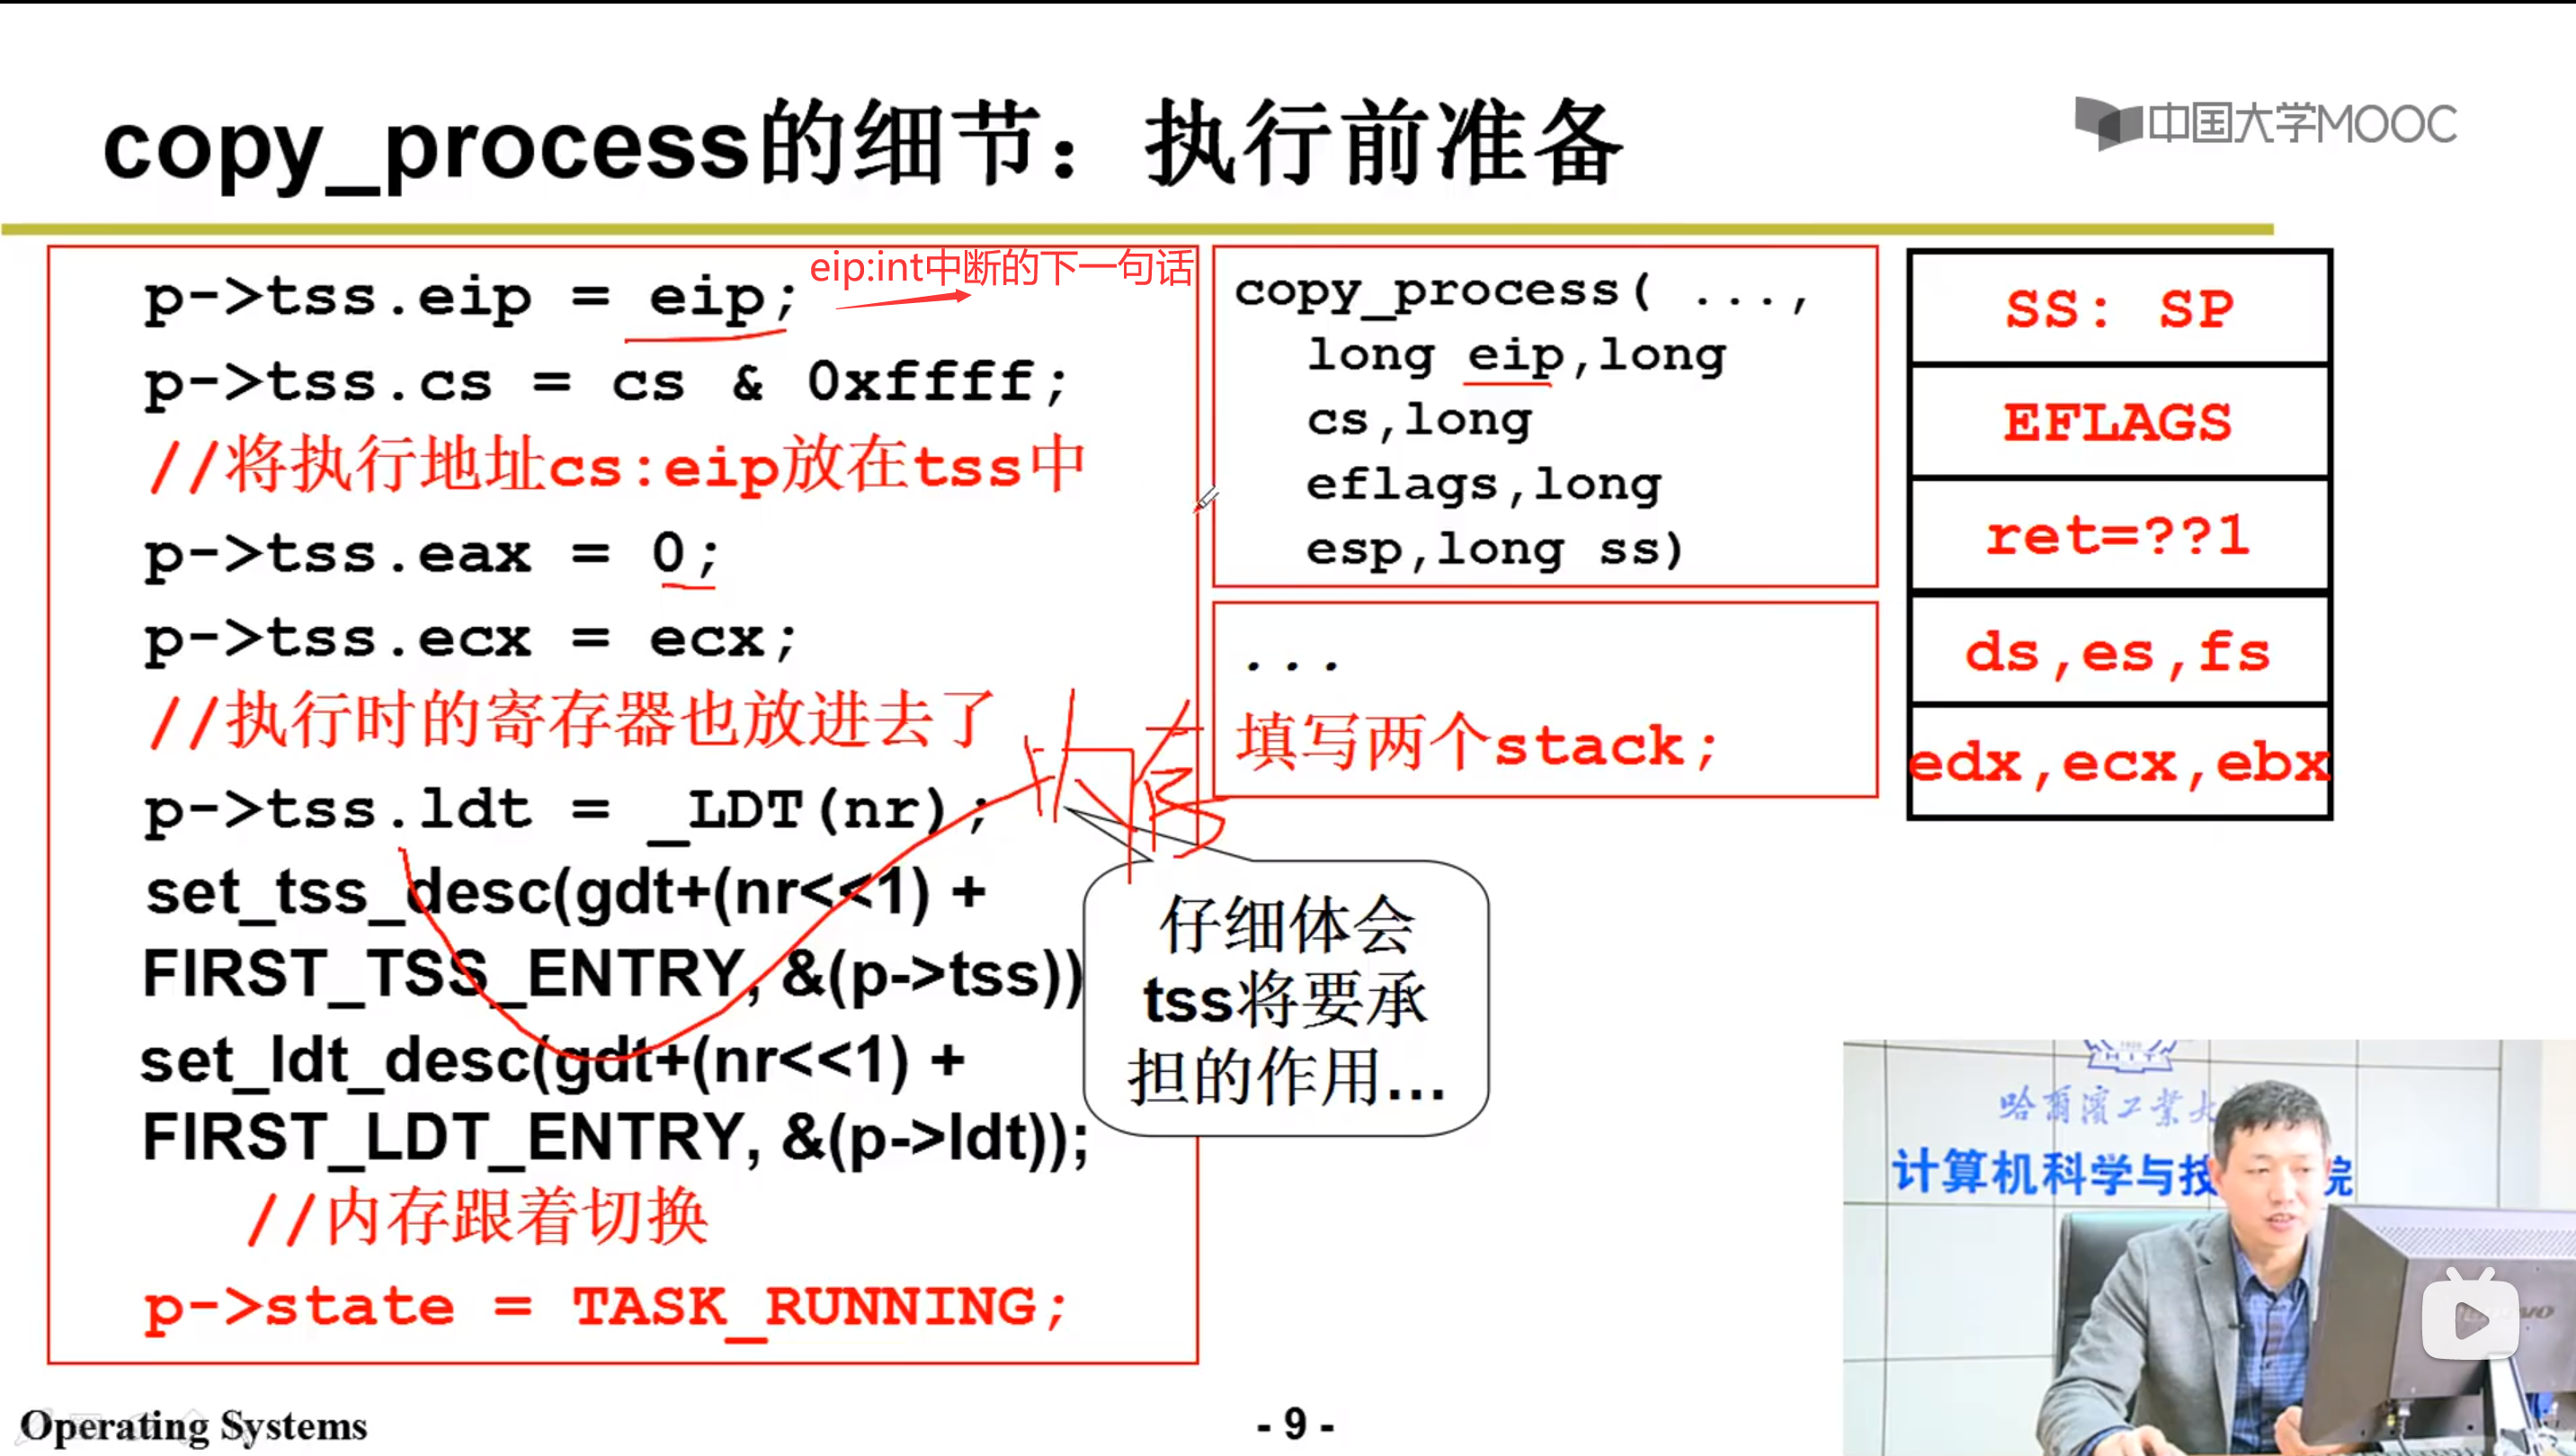 copy_process的细节：执行前准备
中国大学MOOC
eip:int中断的下一句话
p->tss.eip = eip;
p->tss.cs = cs & 0xffff;
//将执行地址cs:eip放在tss中
p->tss.eax = 0;
p->tss.ecx = ecx;
//执行时的寄存器也放进去了
p->tss.ldt = _LDT(nr);
set_tss_desc(gdt+(nr<<1) +
FIRST_TSS_ENTRY, &(p->tss))
set_ldt_desc(gdt+(nr<<1) +
FIRST_LDT_ENTRY, &(p->ldt));
//内存跟着切换
p->state = TASK_RUNNING;
copy_process( ...,
long eip,long
cs,long
eflags,long
esp,long ss)
...
填写两个stack;
仔细体会
tss将要承
担的作用...
SS: SP
EFLAGS
ret=??1
ds,es,fs
edx,ecx,ebx
HIT
哈爾濱工業大
计算机科学与技
院
Operating Systems
- 9 -